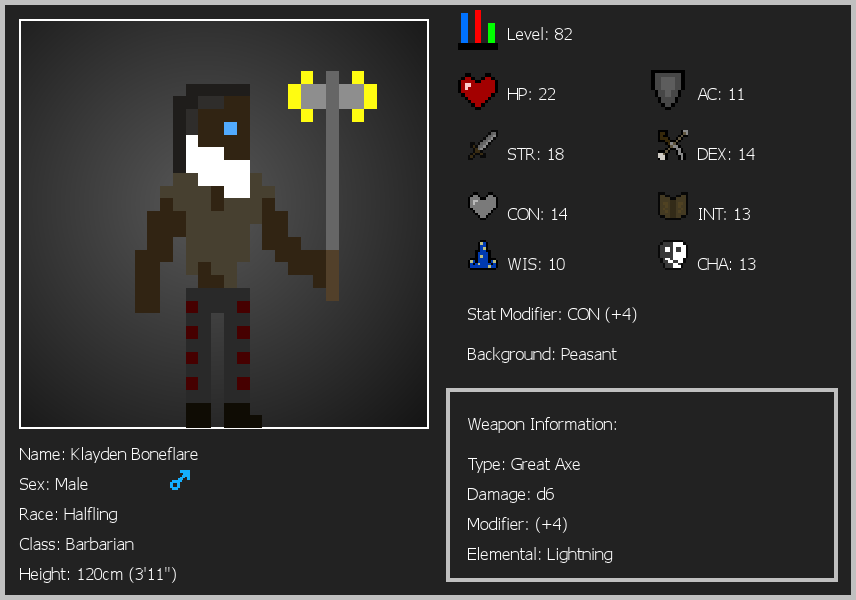 Level: 82
HP: 22
AC: 11
STR: 18
DEX: 14
CON: 14
INT: 13
WIS: 10
CHA: 13
Stat Modifier: CON (+4)
Background: Peasant
Weapon Information:
Type: Great Axe
Damage: d6
Modifier: (+4)
Elemental: Lightning
Name: Klayden Boneflare
Sex: Male
Race: Halfling
Class: Barbarian
Height: 120cm (3'11")